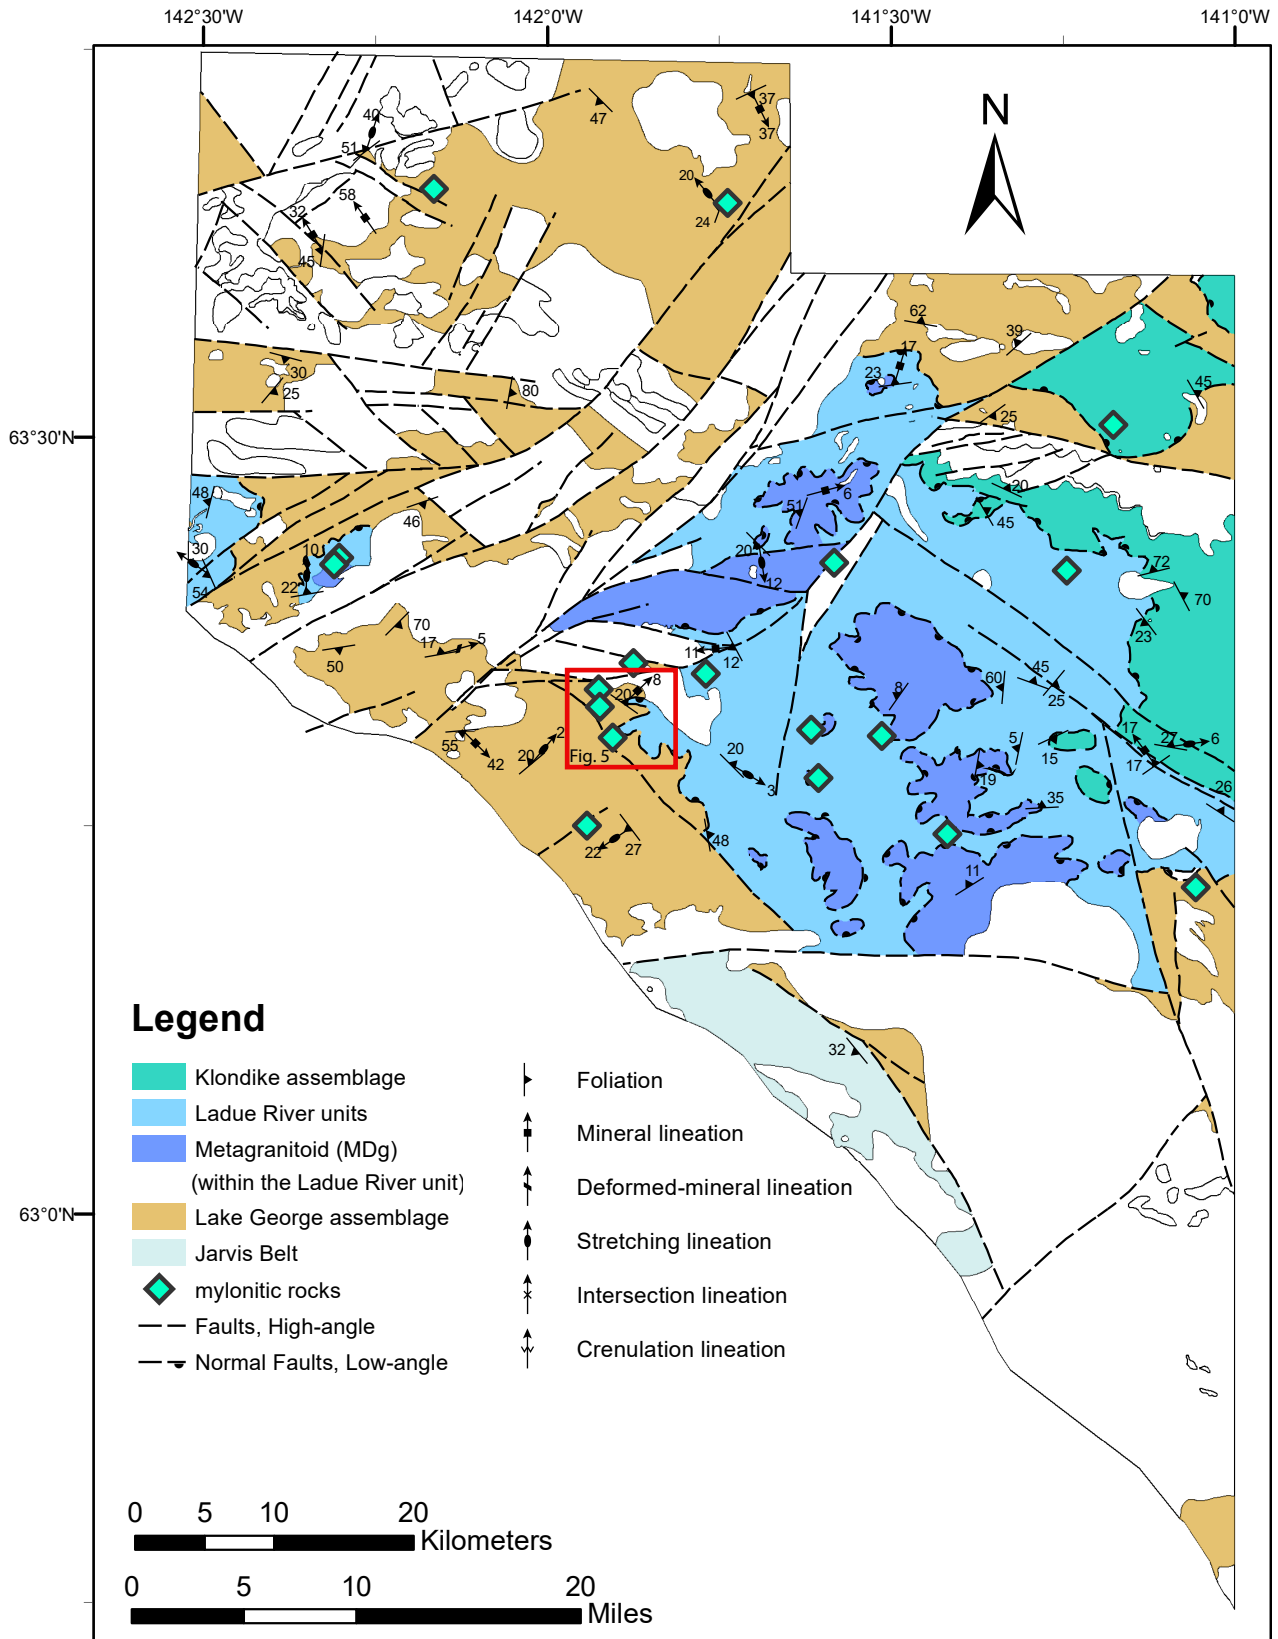 142°30'W 142°0'W 141°30'W 141°0'W
N
40
51
47
37
37
58
32
45
20
24
62
39
17
23
45
30
25
80
25
63°30'N
48
6
51
20
45
46
30
54
10
22
20
12
72
70
23
70
17
5
50
11
12
8
20
60
8
45
25
55
42
20
2
Fig. 5
20
3
5
19
15
17
27
6
17
26
35
22
27
48
11
32
Legend
Klondike assemblage
Ladue River units
Metagranitoid (MDg)
(within the Ladue River unit)
Lake George assemblage
Jarvis Belt
mylonitic rocks
Faults, High-angle
Normal Faults, Low-angle
Foliation
Mineral lineation
Deformed-mineral lineation
Stretching lineation
Intersection lineation
Crenulation lineation
63°0'N
0 5 10 20
Kilometers
0 5 10 20
Miles